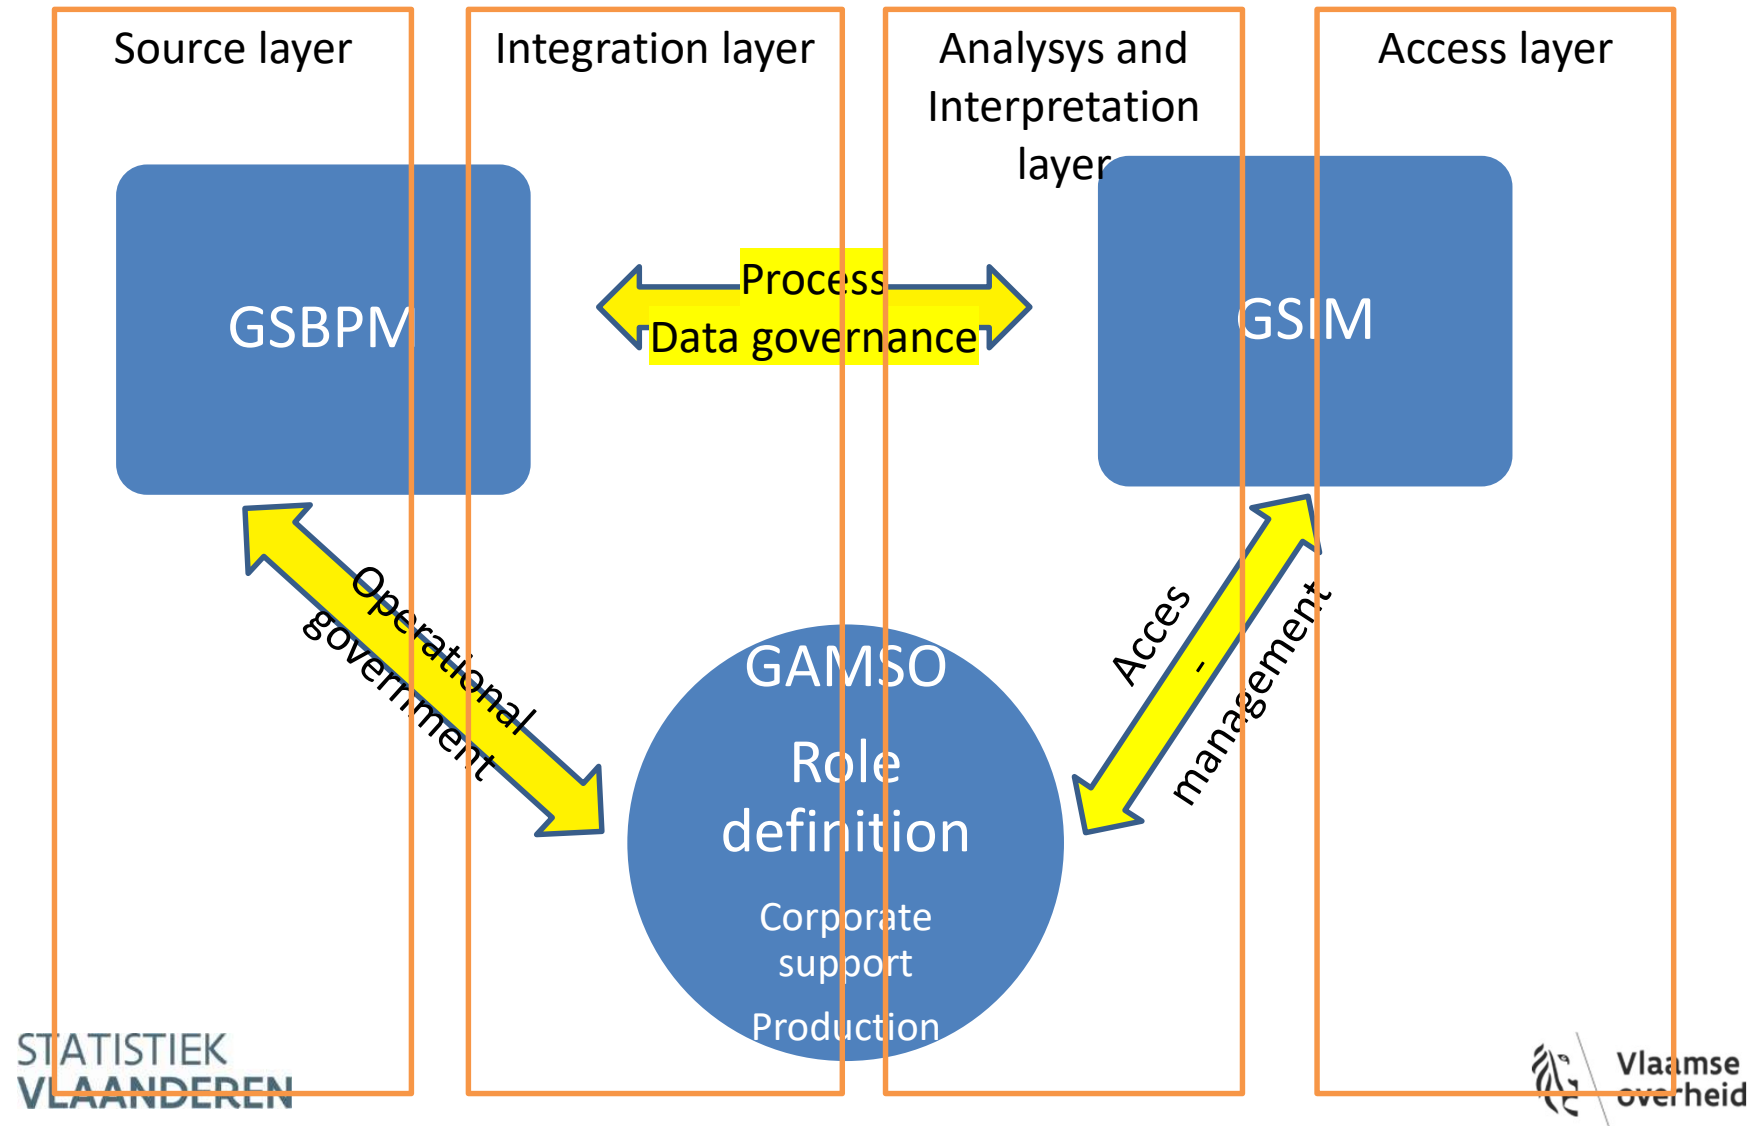 Source layer
Integration layer
Analysys and
Interpretation
layer
Access layer
GSBPM
Process
Data governance
GSIM
Operational
government
Acces
-
management
GAMSO
Role
definition
Corporate
support
Production
STATISTIEK
VLAANDEREN
Vlaamse
overheid